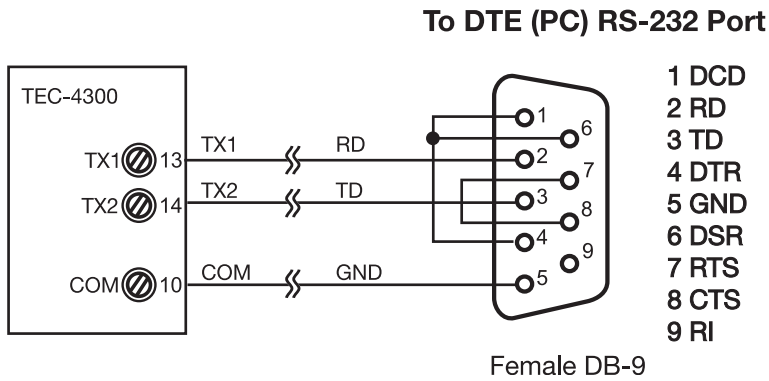 To DTE (PC) RS-232 Port
TEC-4300
TX1 13 TX1 RD
TX2 14 TX2 TD
COM 10 COM GND
1
6
2
7
3
8
4
9
5
1 DCD
2 RD
3 TD
4 DTR
5 GND
6 DSR
7 RTS
8 CTS
9 RI
Female DB-9